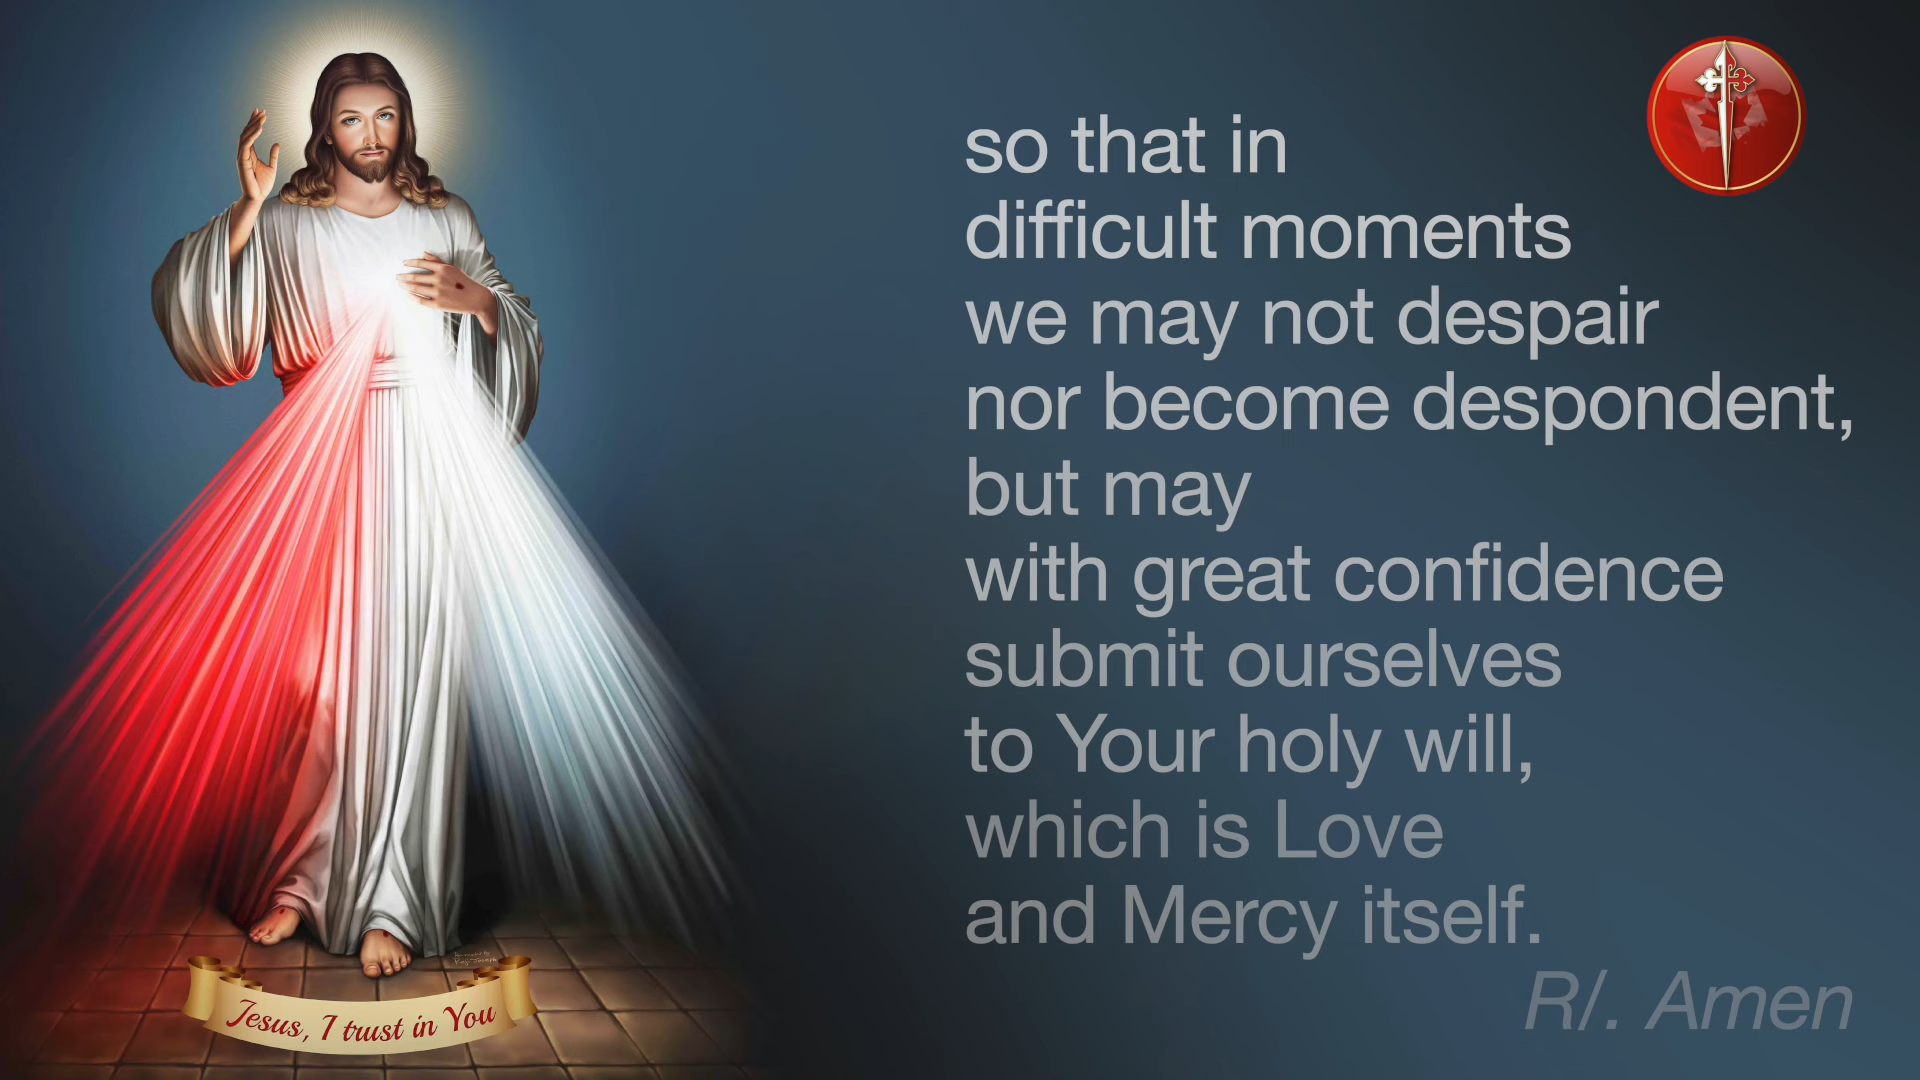 so that in
difficult moments
we may not despair
nor become despondent,
but may
with great confidence
submit ourselves
to Your holy will,
which is Love
and Mercy itself.
R/. Amen
Jesus, I trust in You